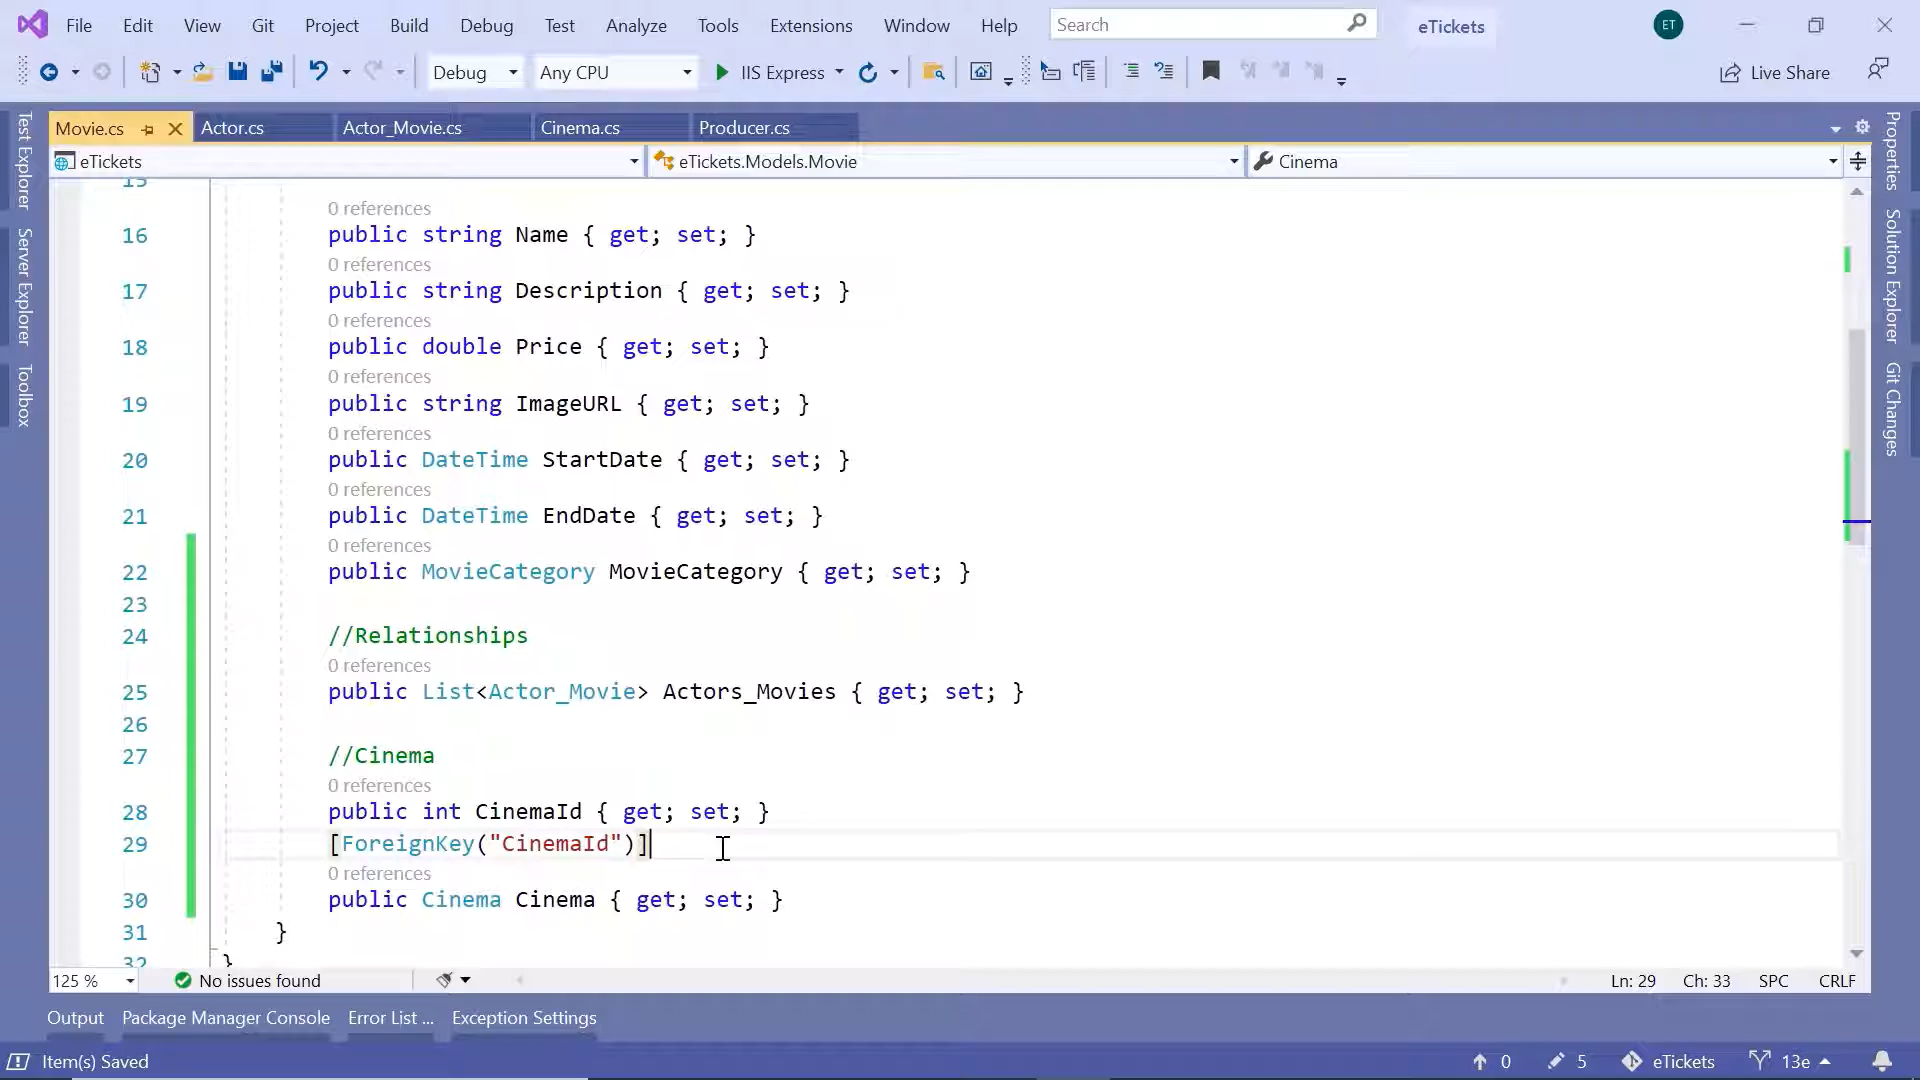 File Edit View Git Project Build Debug Test Analyze Tools Extensions Window Help Search eTickets ET
Debug Any CPU IIS Express Live Share
Movie.cs Actor.cs Actor_Movie.cs Cinema.cs Producer.cs
eTickets eTickets.Models.Movie Cinema
Test Explorer
Server Explorer
Toolbox
Properties
Solution Explorer
Git Changes
15
0 references
16 public string Name { get; set; }
0 references
17 public string Description { get; set; }
0 references
18 public double Price { get; set; }
0 references
19 public string ImageURL { get; set; }
0 references
20 public DateTime StartDate { get; set; }
0 references
21 public DateTime EndDate { get; set; }
0 references
22 public MovieCategory MovieCategory { get; set; }
23
24 //Relationships
0 references
25 public List<Actor_Movie> Actors_Movies { get; set; }
26
27 //Cinema
0 references
28 public int CinemaId { get; set; }
29 [ForeignKey("CinemaId")]
0 references
30 public Cinema Cinema { get; set; }
31 }
32 }
125 % No issues found Ln: 29 Ch: 33 SPC CRLF
Output Package Manager Console Error List ... Exception Settings
Item(s) Saved 0 5 eTickets 13e